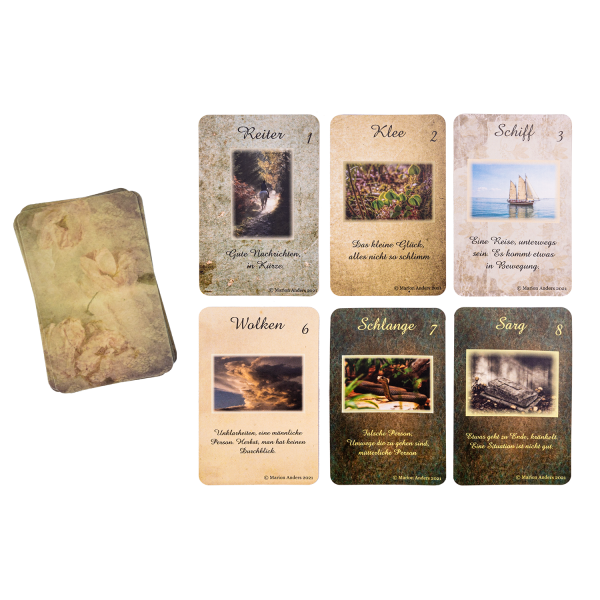 Reiter 1
Gute Nachrichten,
in Kürze.
© Marion Anders 2021
Klee 2
Das kleine Glück,
alles nicht so schlimm
© Marion Anders 2021
Schiff 3
Eine Reise, unterwegs
sein. Es kommt etwas
in Bewegung.
© Marion Anders 2021
Wolken 6
Unklarheiten, eine männliche
Person. Herbst, man hat keinen
Durchblick.
© Marion Anders 2021
Schlange 7
Falsche Person,
Umwege die zu gehen sind,
mütterliche Person
© Marion Anders 2021
Sarg 8
Etwas geht zu Ende, kränkelt.
Eine Situation ist nicht gut.
© Marion Anders 2021